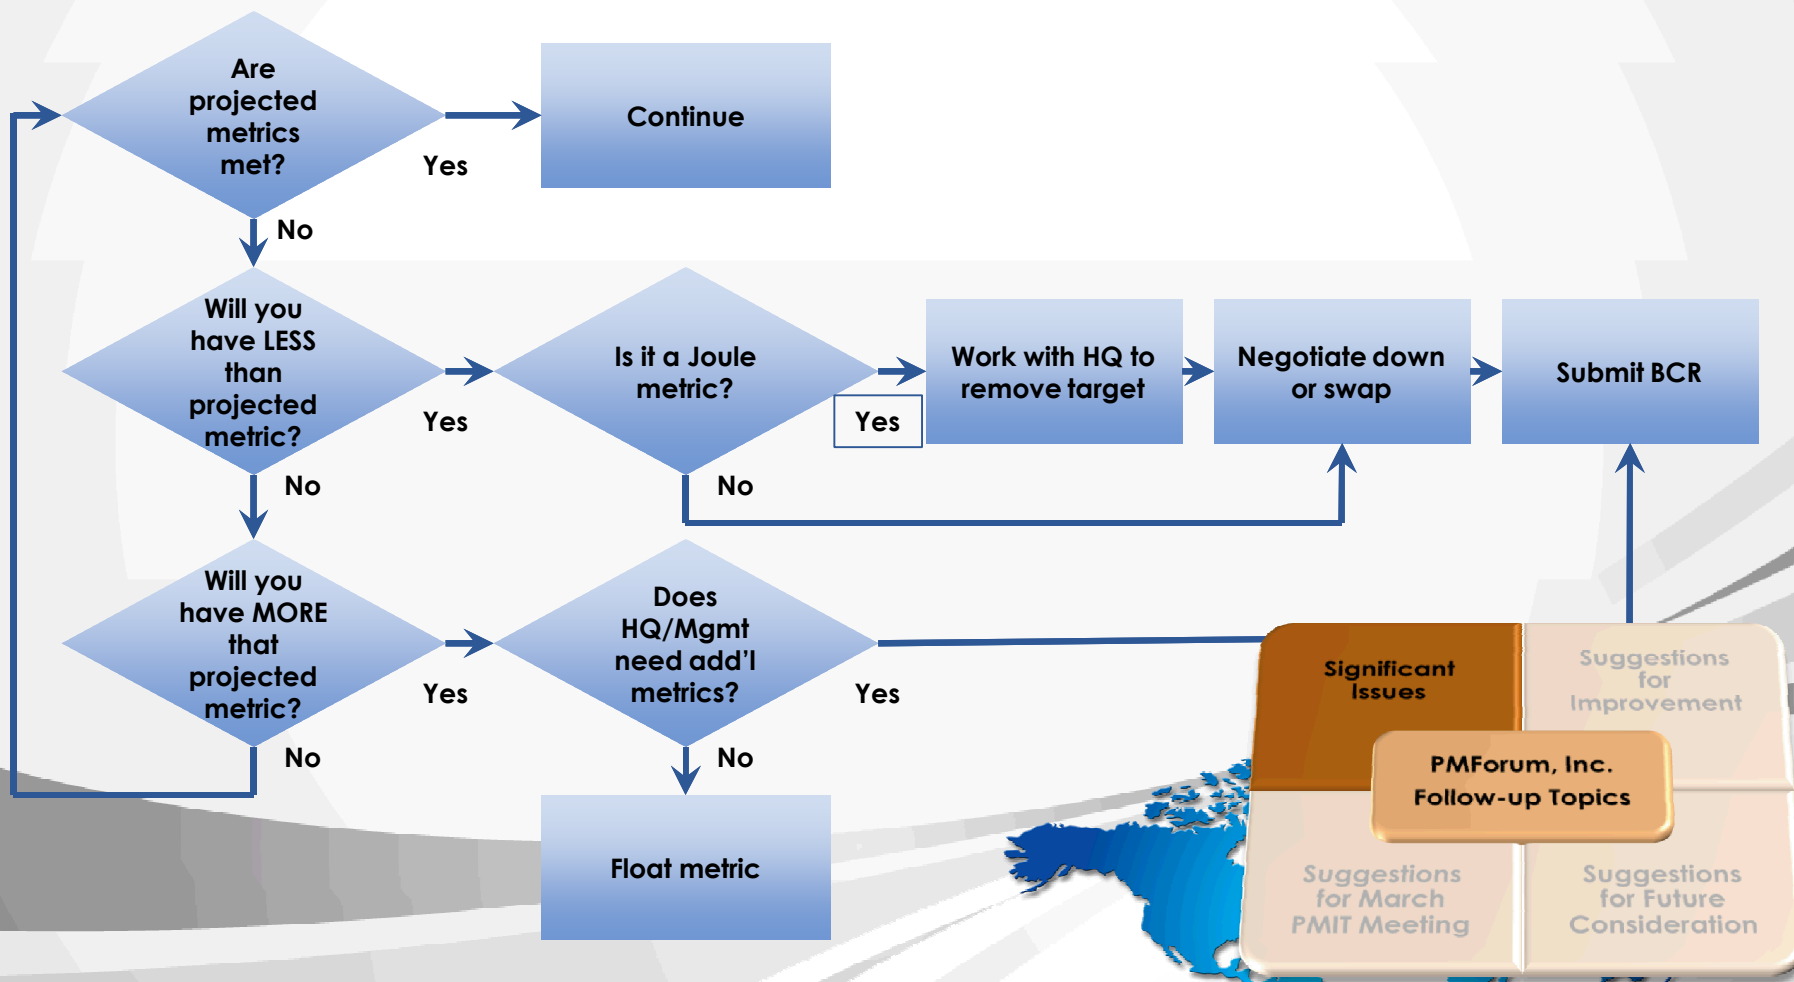 Are
projected
metrics
met?
Yes
Continue
No
Will you
have LESS
than
projected
metric?
Yes
Is it a Joule
metric?
Yes
Work with HQ to
remove target
Negotiate down
or swap
Submit BCR
No
No
Will you
have MORE
that
projected
metric?
Yes
Does
HQ/Mgmt
need add'l
metrics?
Yes
No
No
Float metric
Significant
Issues
Suggestions
for
Improvement
PMForum, Inc.
Follow-up Topics
Suggestions
for March
PMIT Meeting
Suggestions
for Future
Consideration